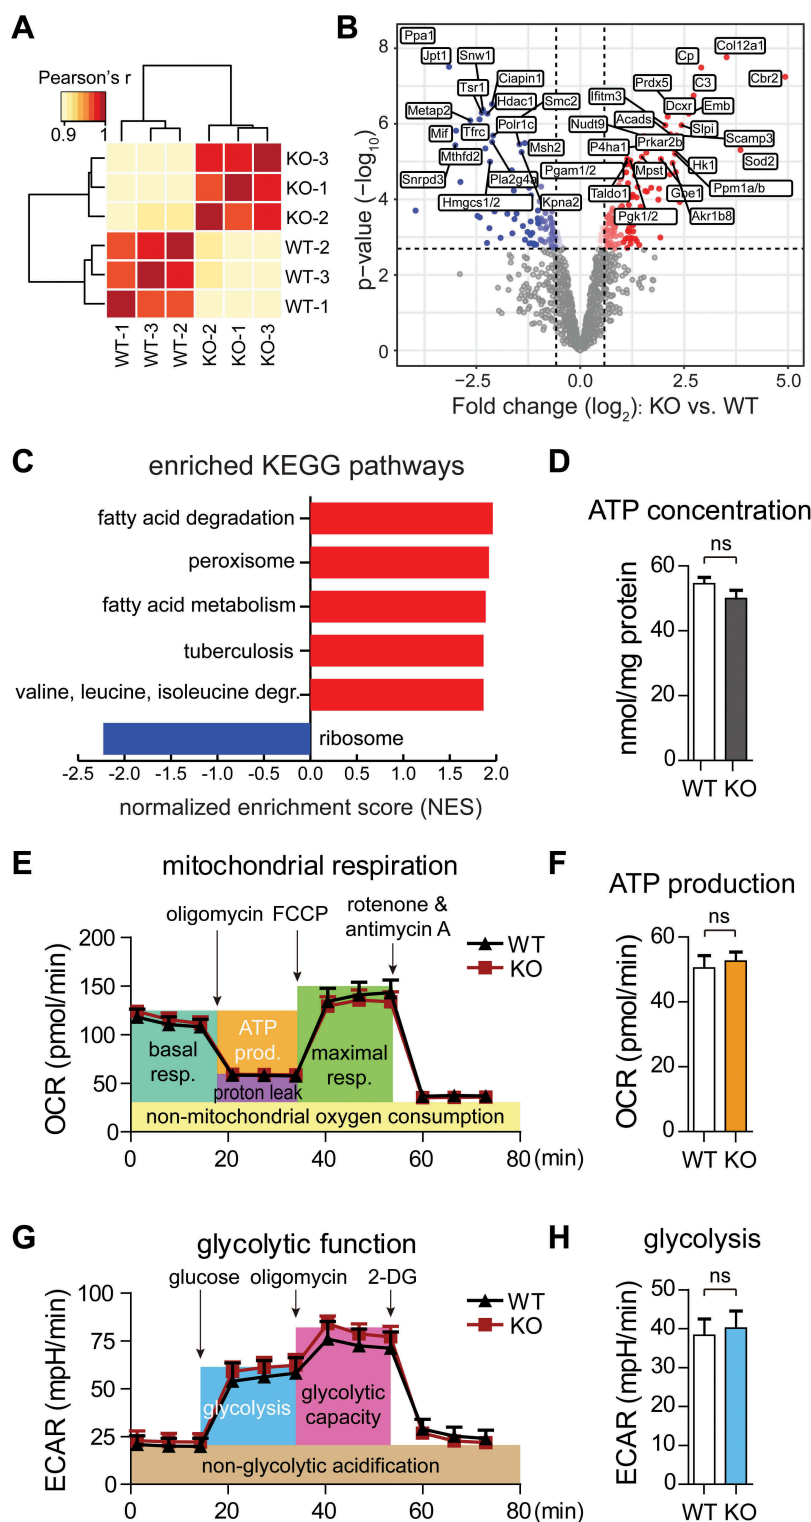 A
Pearson's r
0.9 1
KO-3
KO-1
KO-2
WT-2
WT-3
WT-1
WT-1 WT-3 WT-2 KO-2 KO-1 KO-3
B
p-value (−log10)
8
6
4
2
0
Ppa1
Jpt1
Snw1
Ciapin1
Tsr1
Hdac1
Smc2
Metap2
Polr1c
Mif
Tfrc
Msh2
Mthfd2
Snrpd3
Pla2g4a
Hmgcs1/2
Kpna2
Col12a1
Cp
Cbr2
Prdx5
C3
Ifitm3
Dcxr
Emb
Nudt9
Acads
Slpi
Scamp3
P4ha1
Prkar2b
Sod2
Pgam1/2
Mpst
Hk1
Taldo1
Gbe1
Ppm1a/b
Pgk1/2
Akr1b8
−2.5 0.0 2.5 5.0
Fold change (log2): KO vs. WT
C
enriched KEGG pathways
fatty acid degradation
peroxisome
fatty acid metabolism
tuberculosis
valine, leucine, isoleucine degr.
ribosome
-2.5 -2.0 -1.5 -1.0 -0.5 0.0 0.5 1.0 1.5 2.0
normalized enrichment score (NES)
D
ATP concentration
ns
nmol/mg protein
60
40
20
0
WT KO
E
mitochondrial respiration
oligomycin FCCP rotenone & antimycin A
WT
KO
OCR (pmol/min)
200
150
100
50
0
basal resp.
ATP prod.
proton leak
maximal resp.
non-mitochondrial oxygen consumption
0 20 40 60 80 (min)
F
ATP production
ns
OCR (pmol/min)
60
40
20
0
WT KO
G
glycolytic function
glucose oligomycin 2-DG
WT
KO
ECAR (mpH/min)
100
75
50
25
0
glycolysis
glycolytic capacity
non-glycolytic acidification
0 20 40 60 80 (min)
H
glycolysis
ns
ECAR (mpH/min)
50
40
30
20
10
0
WT KO